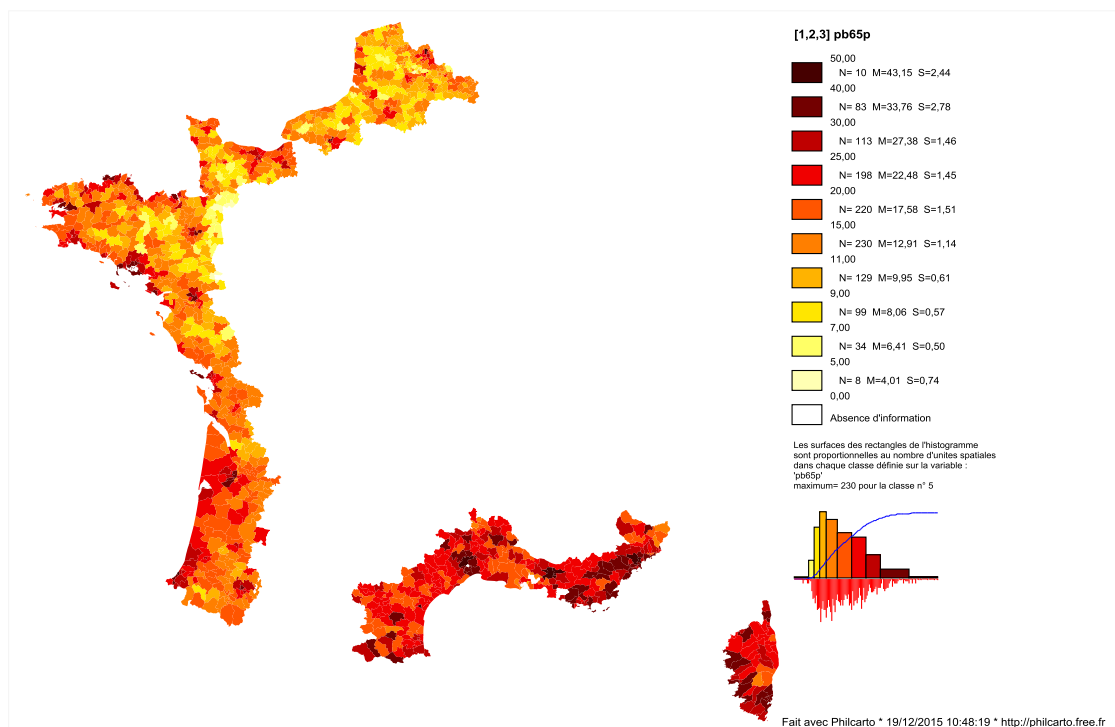 [1,2,3] pb65p
50,00
N= 10 M=43,15 S=2,44
40,00
N= 83 M=33,76 S=2,78
30,00
N= 113 M=27,38 S=1,46
25,00
N= 198 M=22,48 S=1,45
20,00
N= 220 M=17,58 S=1,51
15,00
N= 230 M=12,91 S=1,14
11,00
N= 129 M=9,95 S=0,61
9,00
N= 99 M=8,06 S=0,57
7,00
N= 34 M=6,41 S=0,50
5,00
N= 8 M=4,01 S=0,74
0,00
Absence d'information
Les surfaces des rectangles de l'histogramme
sont proportionnelles au nombre d'unites spatiales
dans chaque classe définie sur la variable :
'pb65p'
maximum= 230 pour la classe n° 5
Fait avec Philcarto * 19/12/2015 10:48:19 * http://philcarto.free.fr